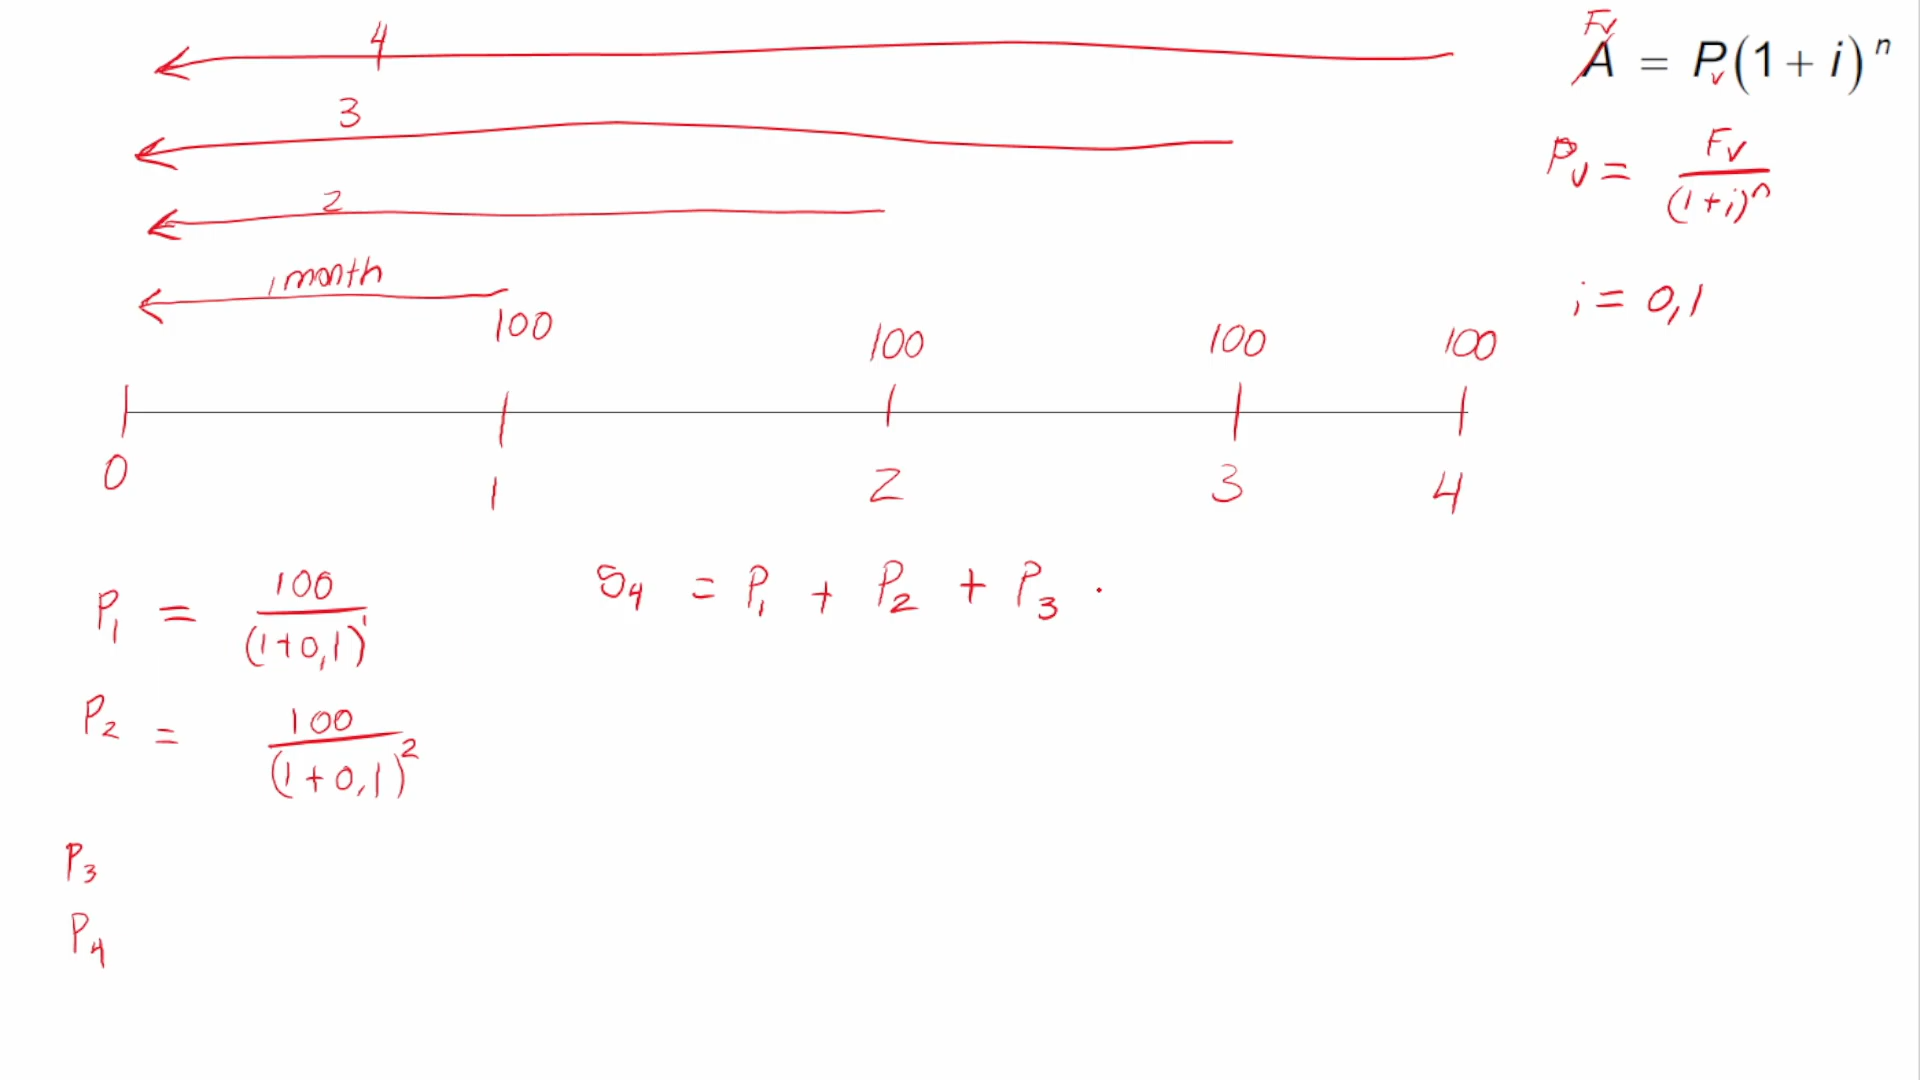 4
Fv
A = Pv(1 + i)^n
3
Pv = Fv / (1+i)^n
2
1 month
i = 0,1
100 100 100 100
0 1 2 3 4
P1 = 100 / (1+0,1)^1
S4 = P1 + P2 + P3 .
P2 = 100 / (1+0,1)^2
P3
P4